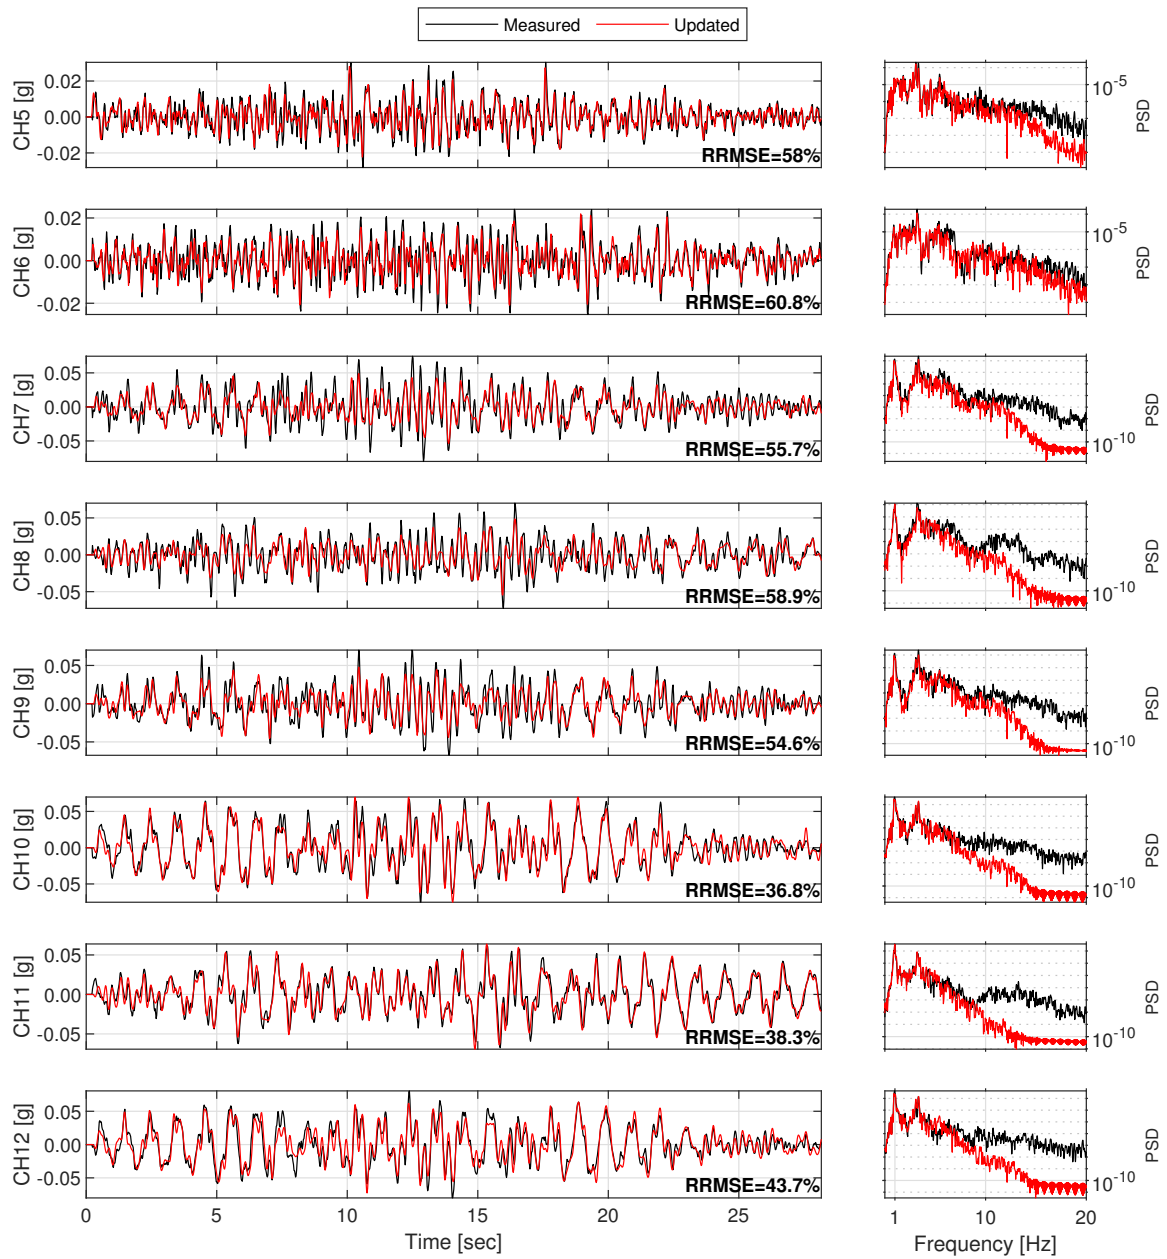 Measured Updated
CH5 [g]
0.02
0.00
-0.02
RRMSE=58%
10^-5
PSD
CH6 [g]
0.02
0.00
-0.02
RRMSE=60.8%
10^-5
PSD
CH7 [g]
0.05
0.00
-0.05
RRMSE=55.7%
10^-10
PSD
CH8 [g]
0.05
0.00
-0.05
RRMSE=58.9%
10^-10
PSD
CH9 [g]
0.05
0.00
-0.05
RRMSE=54.6%
10^-10
PSD
CH10 [g]
0.05
0.00
-0.05
RRMSE=36.8%
10^-10
PSD
CH11 [g]
0.05
0.00
-0.05
RRMSE=38.3%
10^-10
PSD
CH12 [g]
0.05
0.00
-0.05
RRMSE=43.7%
10^-10
PSD
0 5 10 15 20 25
Time [sec]
1 10 20
Frequency [Hz]